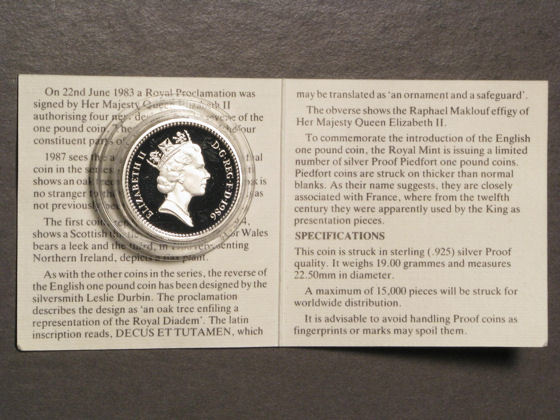 On 22nd June 1983 a Royal Proclamation was
signed by Her Majesty Queen Elizabeth II
authorising four new
one pound coin.
constituent parts
1987 sees the
coin in the series
shows an oak tree is
no stranger to the has
not previously
The first coin,
shows a Scottish or Wales
bears a leek and the third, in representing
Northern Ireland, depicts a flax plant.
As with the other coins in the series, the reverse of
the English one pound coin has been designed by the
silversmith Leslie Durbin. The proclamation
describes the design as 'an oak tree enfiling a
representation of the Royal Diadem'. The latin
inscription reads, DECUS ET TUTAMEN, which
ELIZABETH II D·G·REG·F·D·1986
may be translated as 'an ornament and a safeguard'.
The obverse shows the Raphael Maklouf effigy of
Her Majesty Queen Elizabeth II.
To commemorate the introduction of the English
one pound coin, the Royal Mint is issuing a limited
number of silver Proof Piedfort one pound coins.
Piedfort coins are struck on thicker than normal
blanks. As their name suggests, they are closely
associated with France, where from the twelfth
century they were apparently used by the King as
presentation pieces.
SPECIFICATIONS
This coin is struck in sterling (.925) silver Proof
quality. It weighs 19.00 grammes and measures
22.50mm in diameter.
A maximum of 15,000 pieces will be struck for
worldwide distribution.
It is advisable to avoid handling Proof coins as
fingerprints or marks may spoil them.